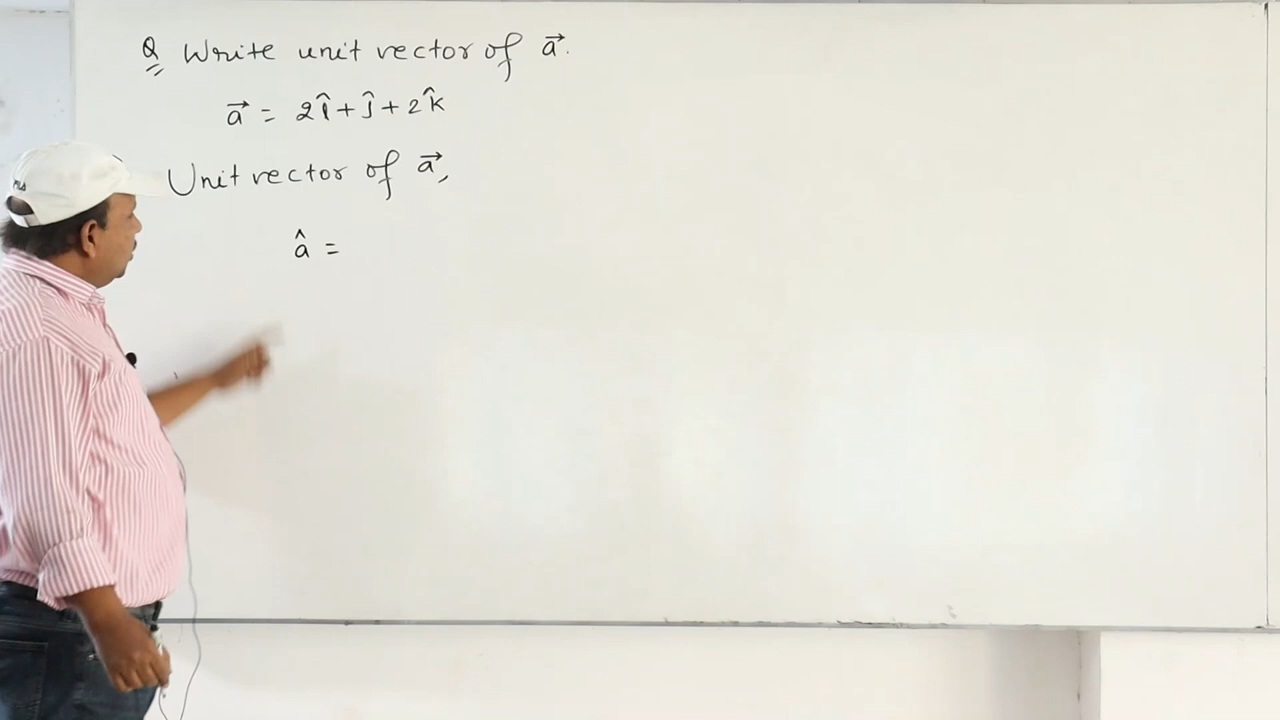 Q Write unit vector of a⃗.
a⃗ = 2î + ĵ + 2k̂
Unit vector of a⃗,
â =